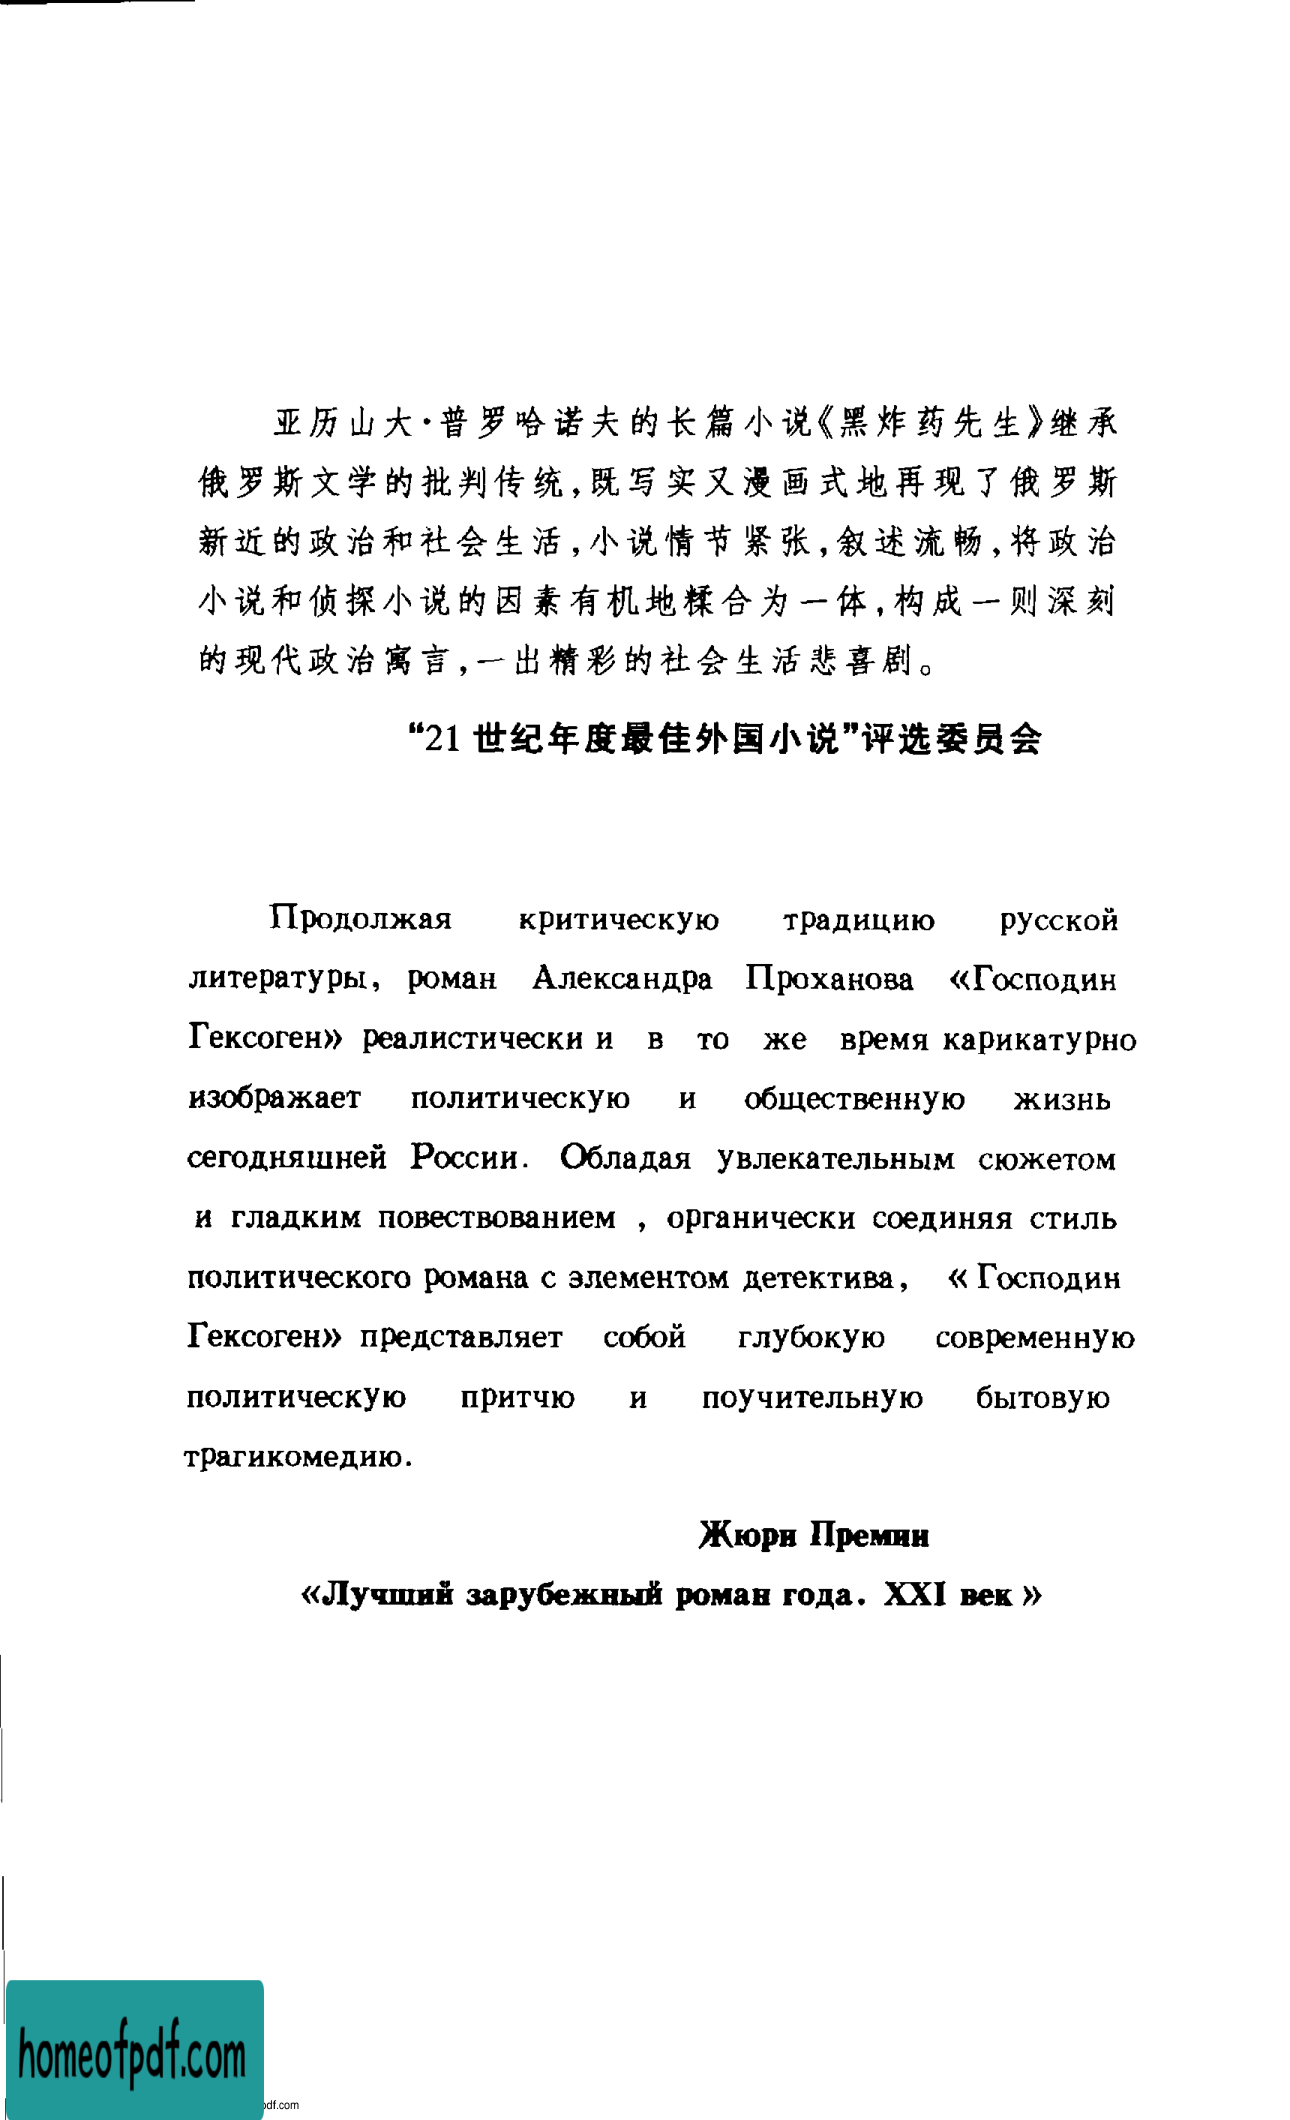 亚历山大·普罗哈诺夫的长篇小说《黑炸药先生》继承
俄罗斯文学的批判传统,既写实又漫画式地再现了俄罗斯
新近的政治和社会生活,小说情节紧张,叙述流畅,将政治
小说和侦探小说的因素有机地糅合为一体,构成一则深刻
的现代政治寓言,一出精彩的社会生活悲喜剧。
“21 世纪年度最佳外国小说”评选委员会
Продолжая критическую традицию русской
литературы, роман Александра Проханова «Господин
Гексоген» реалистически и в то же время карикатурно
изображает политическую и общественную жизнь
сегодняшней России. Обладая увлекательным сюжетом
и гладким повествованием , органически соединяя стиль
политического романа с элементом детектива, « Господин
Гексоген» представляет собой глубокую современную
политическую притчю и поучительную бытовую
трагикомедию.
Жюри Премии
«Лучший зарубежный роман года. XXI век »
homeofpdf.com
pdf.com